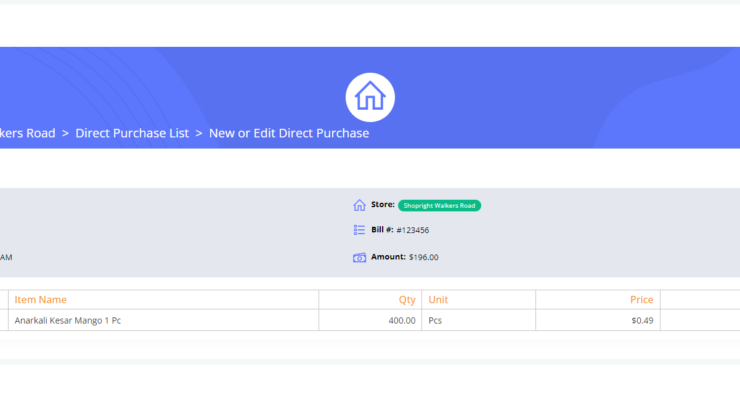 kers Road > Direct Purchase List > New or Edit Direct Purchase
Store: Shopright Walkers Road
Bill #: #123456
AM
Amount: $196.00
Item Name Qty Unit Price
Anarkali Kesar Mango 1 Pc 400.00 Pcs $0.49